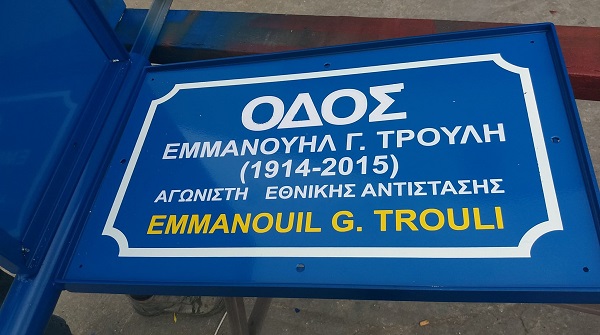 ΟΔΟΣ
ΕΜΜΑΝΟΥΗΛ Γ. ΤΡΟΥΛΗ
(1914-2015)
ΑΓΩΝΙΣΤΗ ΕΘΝΙΚΗΣ ΑΝΤΙΣΤΑΣΗΣ
EMMANOUIL G. TROULI